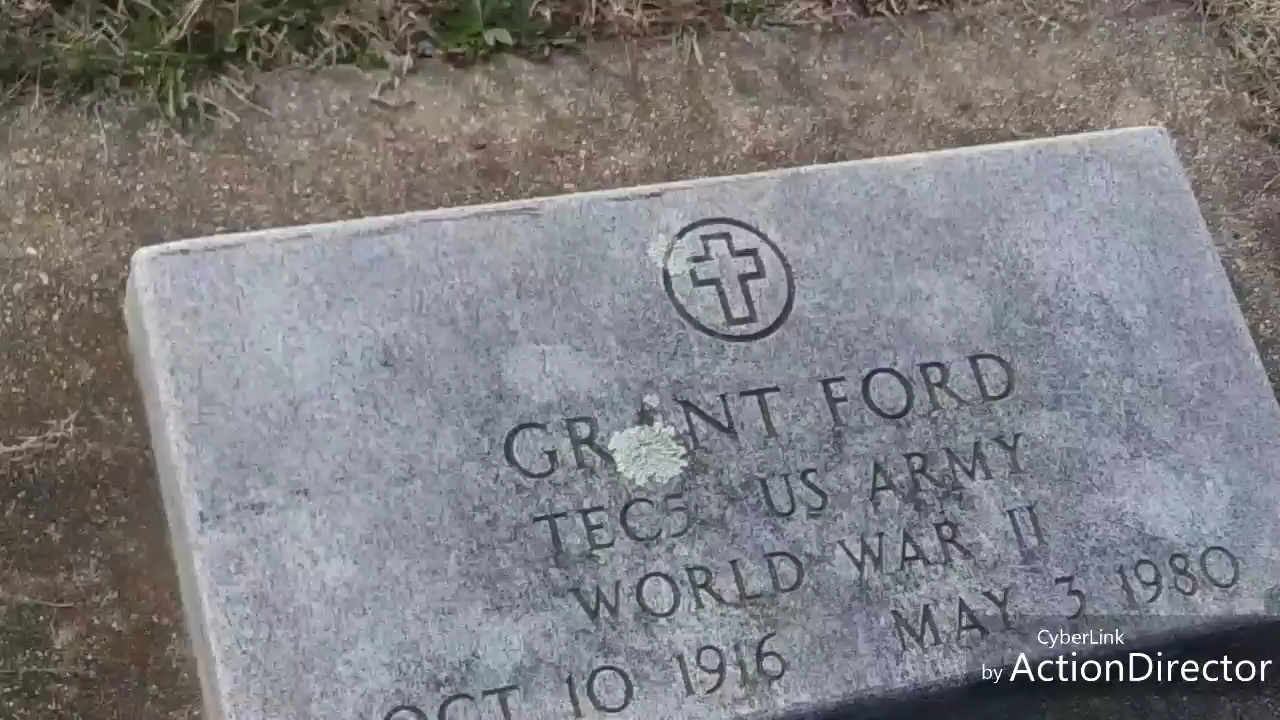 GRANT FORD
TEC5 US ARMY
WORLD WAR II
OCT 10 1916 MAY 3 1980
CyberLink
by ActionDirector